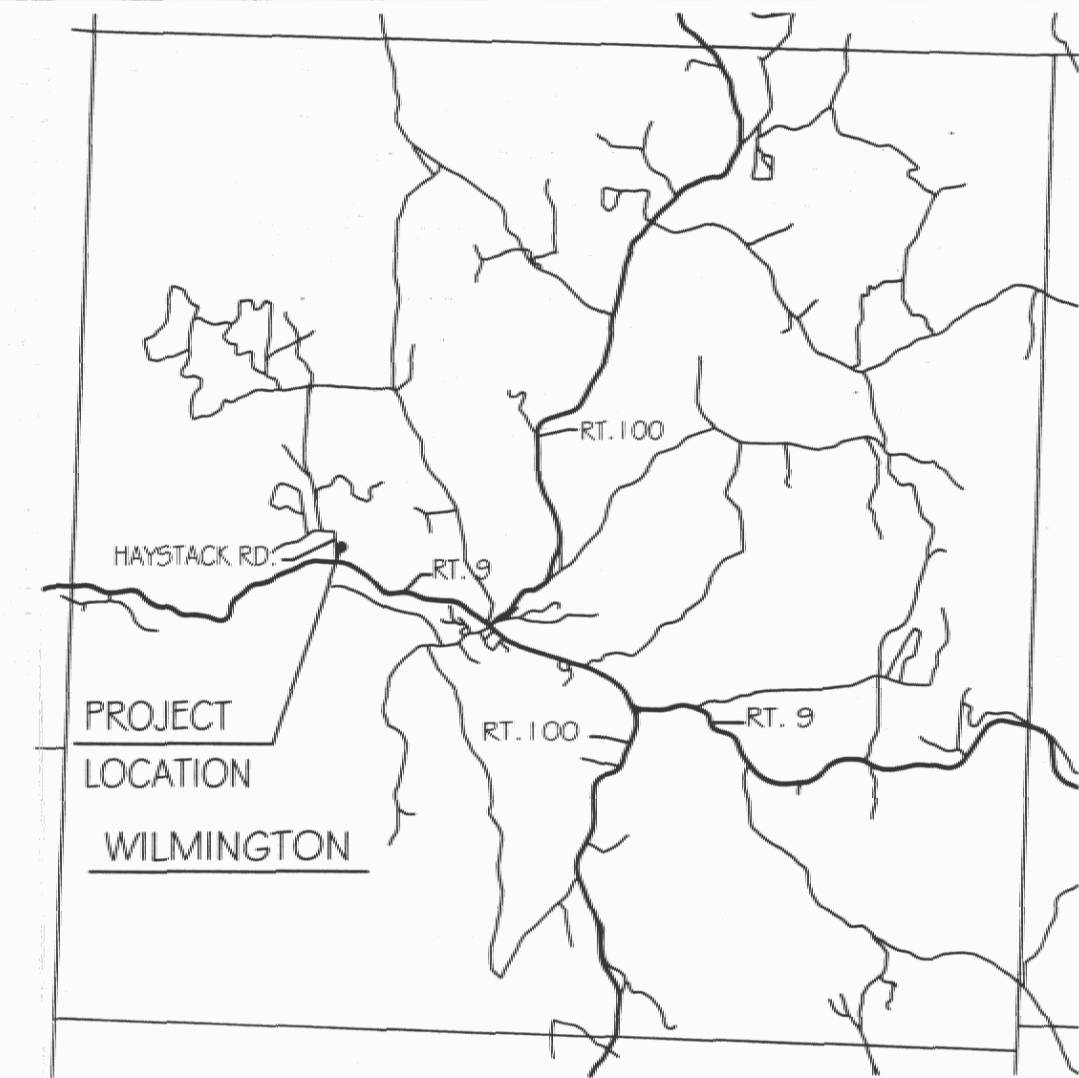 RT. 100
HAYSTACK RD.
RT. 9
PROJECT
LOCATION
RT. 100
RT. 9
WILMINGTON